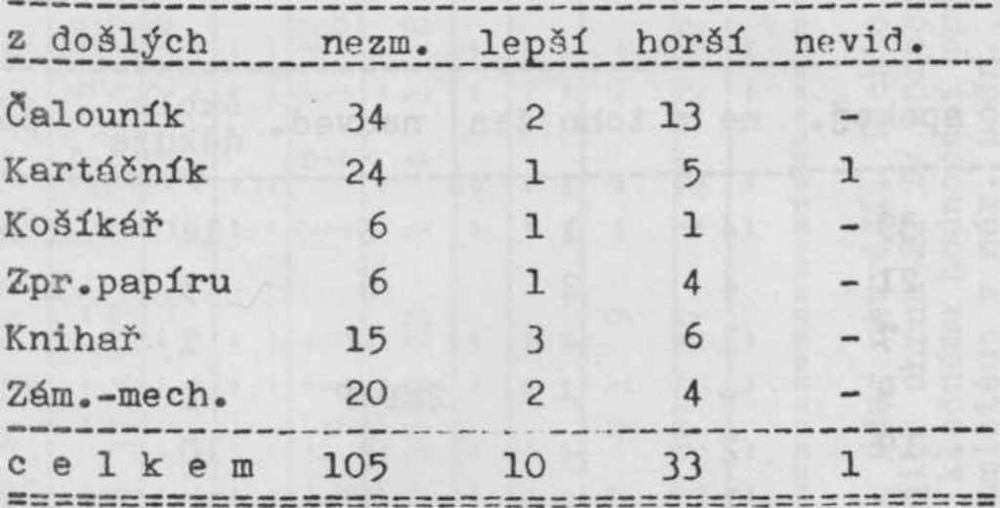 z došlých nezm. lepší horší nevid.
Čalouník 34 2 13 -
Kartáčník 24 1 5 1
Košíkář 6 1 1 -
Zpr.papíru 6 1 4 -
Knihař 15 3 6 -
Zám.-mech. 20 2 4 -
c e l k e m 105 10 33 1